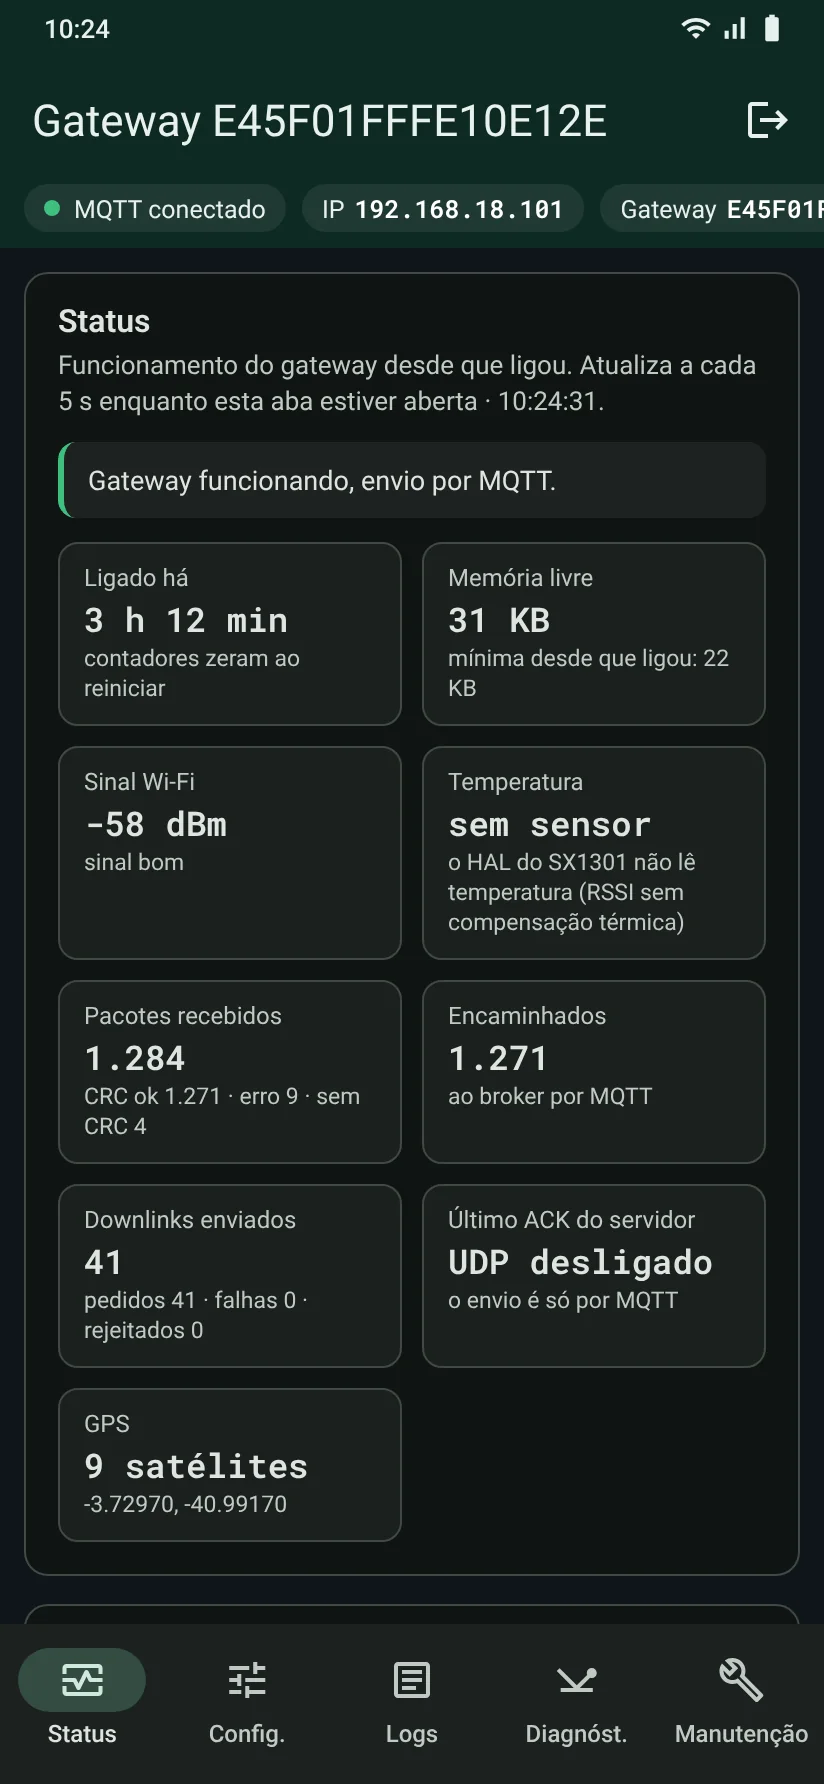 10:24
Gateway E45F01FFFE10E12E
MQTT conectado
IP 192.168.18.101
Gateway E45F01F
Status
Funcionamento do gateway desde que ligou. Atualiza a cada
5 s enquanto esta aba estiver aberta · 10:24:31.
Gateway funcionando, envio por MQTT.
Ligado há
3 h 12 min
contadores zeram ao
reiniciar
Memória livre
31 KB
mínima desde que ligou: 22
KB
Sinal Wi-Fi
-58 dBm
sinal bom
Temperatura
sem sensor
o HAL do SX1301 não lê
temperatura (RSSI sem
compensação térmica)
Pacotes recebidos
1.284
CRC ok 1.271 · erro 9 · sem
CRC 4
Encaminhados
1.271
ao broker por MQTT
Downlinks enviados
41
pedidos 41 · falhas 0 ·
rejeitados 0
Último ACK do servidor
UDP desligado
o envio é só por MQTT
GPS
9 satélites
-3.72970, -40.99170
Status
Config.
Logs
Diagnóst.
Manutenção